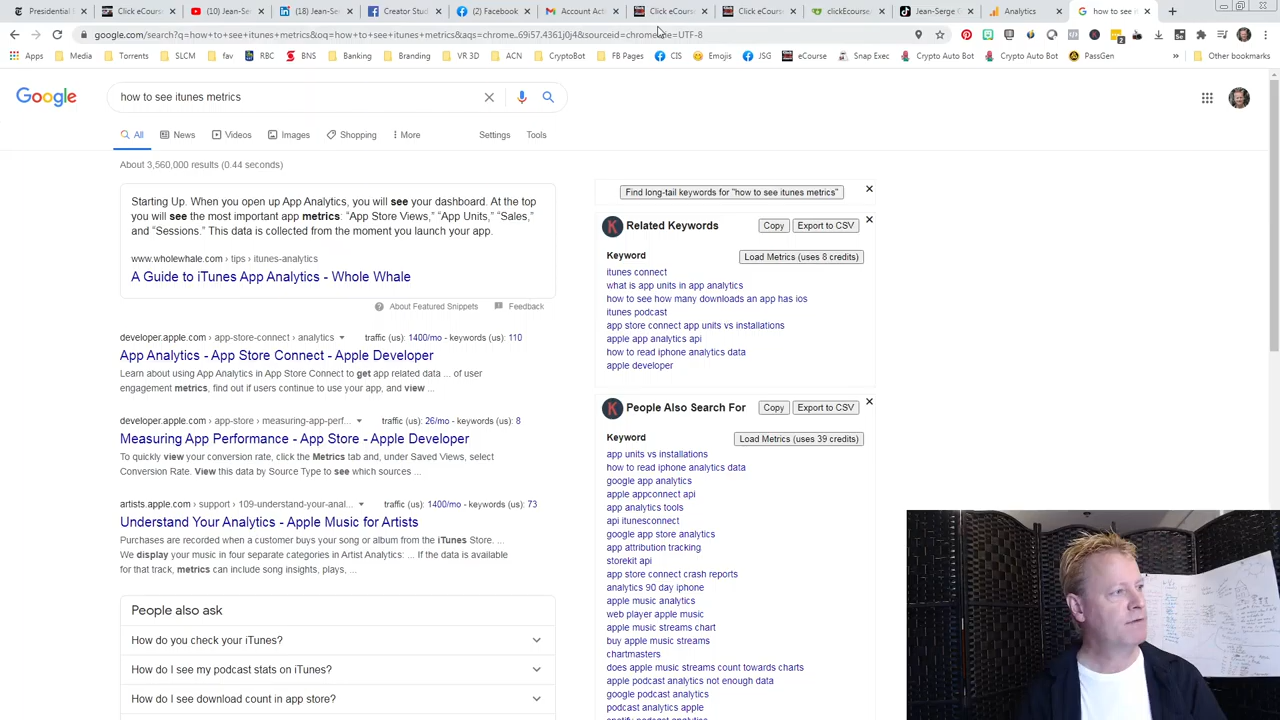 (10) Jean-Se
(18) Jean-Ser
Creator Stud
(2) Facebook
Account Acti
Click eCours
Click eCours
clickEcourse
Jean-Serge G
Analytics
how to see i
google.com/search?q=how+to+see+itunes+metrics&oq=how+to+see+itunes+metrics&aqs=chrome..69i57.4361j0j4&sourceid=chrome&ie=UTF-8
Apps
Media
Torrents
SLCM
fav
RBC
BNS
Banking
Branding
VR 3D
ACN
CryptoBot
FB Pages
CIS
Emojis
JSG
eCourse
Snap Exec
Crypto Auto Bot
Crypto Auto Bot
PassGen
»
Other bookmarks
Google
how to see itunes metrics
All
News
Videos
Images
Shopping
More
Settings
Tools
About 3,560,000 results (0.44 seconds)
Starting Up. When you open up App Analytics, you will see your dashboard. At the top
you will see the most important app metrics: “App Store Views,” “App Units,” “Sales,”
and “Sessions.” This data is collected from the moment you launch your app.
www.wholewhale.com › tips › itunes-analytics
A Guide to iTunes App Analytics - Whole Whale
About Featured Snippets
Feedback
developer.apple.com › app-store-connect › analytics ▼ traffic (us): 1400/mo - keywords (us): 110
App Analytics - App Store Connect - Apple Developer
Learn about using App Analytics in App Store Connect to get app related data ... of user
engagement metrics, find out if users continue to use your app, and view ...
developer.apple.com › app-store › measuring-app-perf... ▼ traffic (us): 26/mo - keywords (us): 8
Measuring App Performance - App Store - Apple Developer
To quickly view your conversion rate, click the Metrics tab and, under Saved Views, select
Conversion Rate. View this data by Source Type to see which sources ...
artists.apple.com › support › 109-understand-your-anal... ▼ traffic (us): 1400/mo - keywords (us): 73
Understand Your Analytics - Apple Music for Artists
Purchases are recorded when a customer buys your song or album from the iTunes Store. ...
We display your music in four separate categories in Artist Analytics: ... If the data is available
for that track, metrics can include song insights, plays, ...
People also ask
How do you check your iTunes?
How do I see my podcast stats on iTunes?
How do I see download count in app store?
Find long-tail keywords for "how to see itunes metrics"
Related Keywords
Copy
Export to CSV
Keyword
Load Metrics (uses 8 credits)
itunes connect
what is app units in app analytics
how to see how many downloads an app has ios
itunes podcast
app store connect app units vs installations
apple app analytics api
how to read iphone analytics data
apple developer
People Also Search For
Copy
Export to CSV
Keyword
Load Metrics (uses 39 credits)
app units vs installations
how to read iphone analytics data
google app analytics
apple appconnect api
app analytics tools
api itunesconnect
google app store analytics
app attribution tracking
storekit api
app store connect crash reports
analytics 90 day iphone
apple music analytics
web player apple music
apple music streams chart
buy apple music streams
chartmasters
does apple music streams count towards charts
apple podcast analytics not enough data
google podcast analytics
podcast analytics apple
spotify podcast analytics